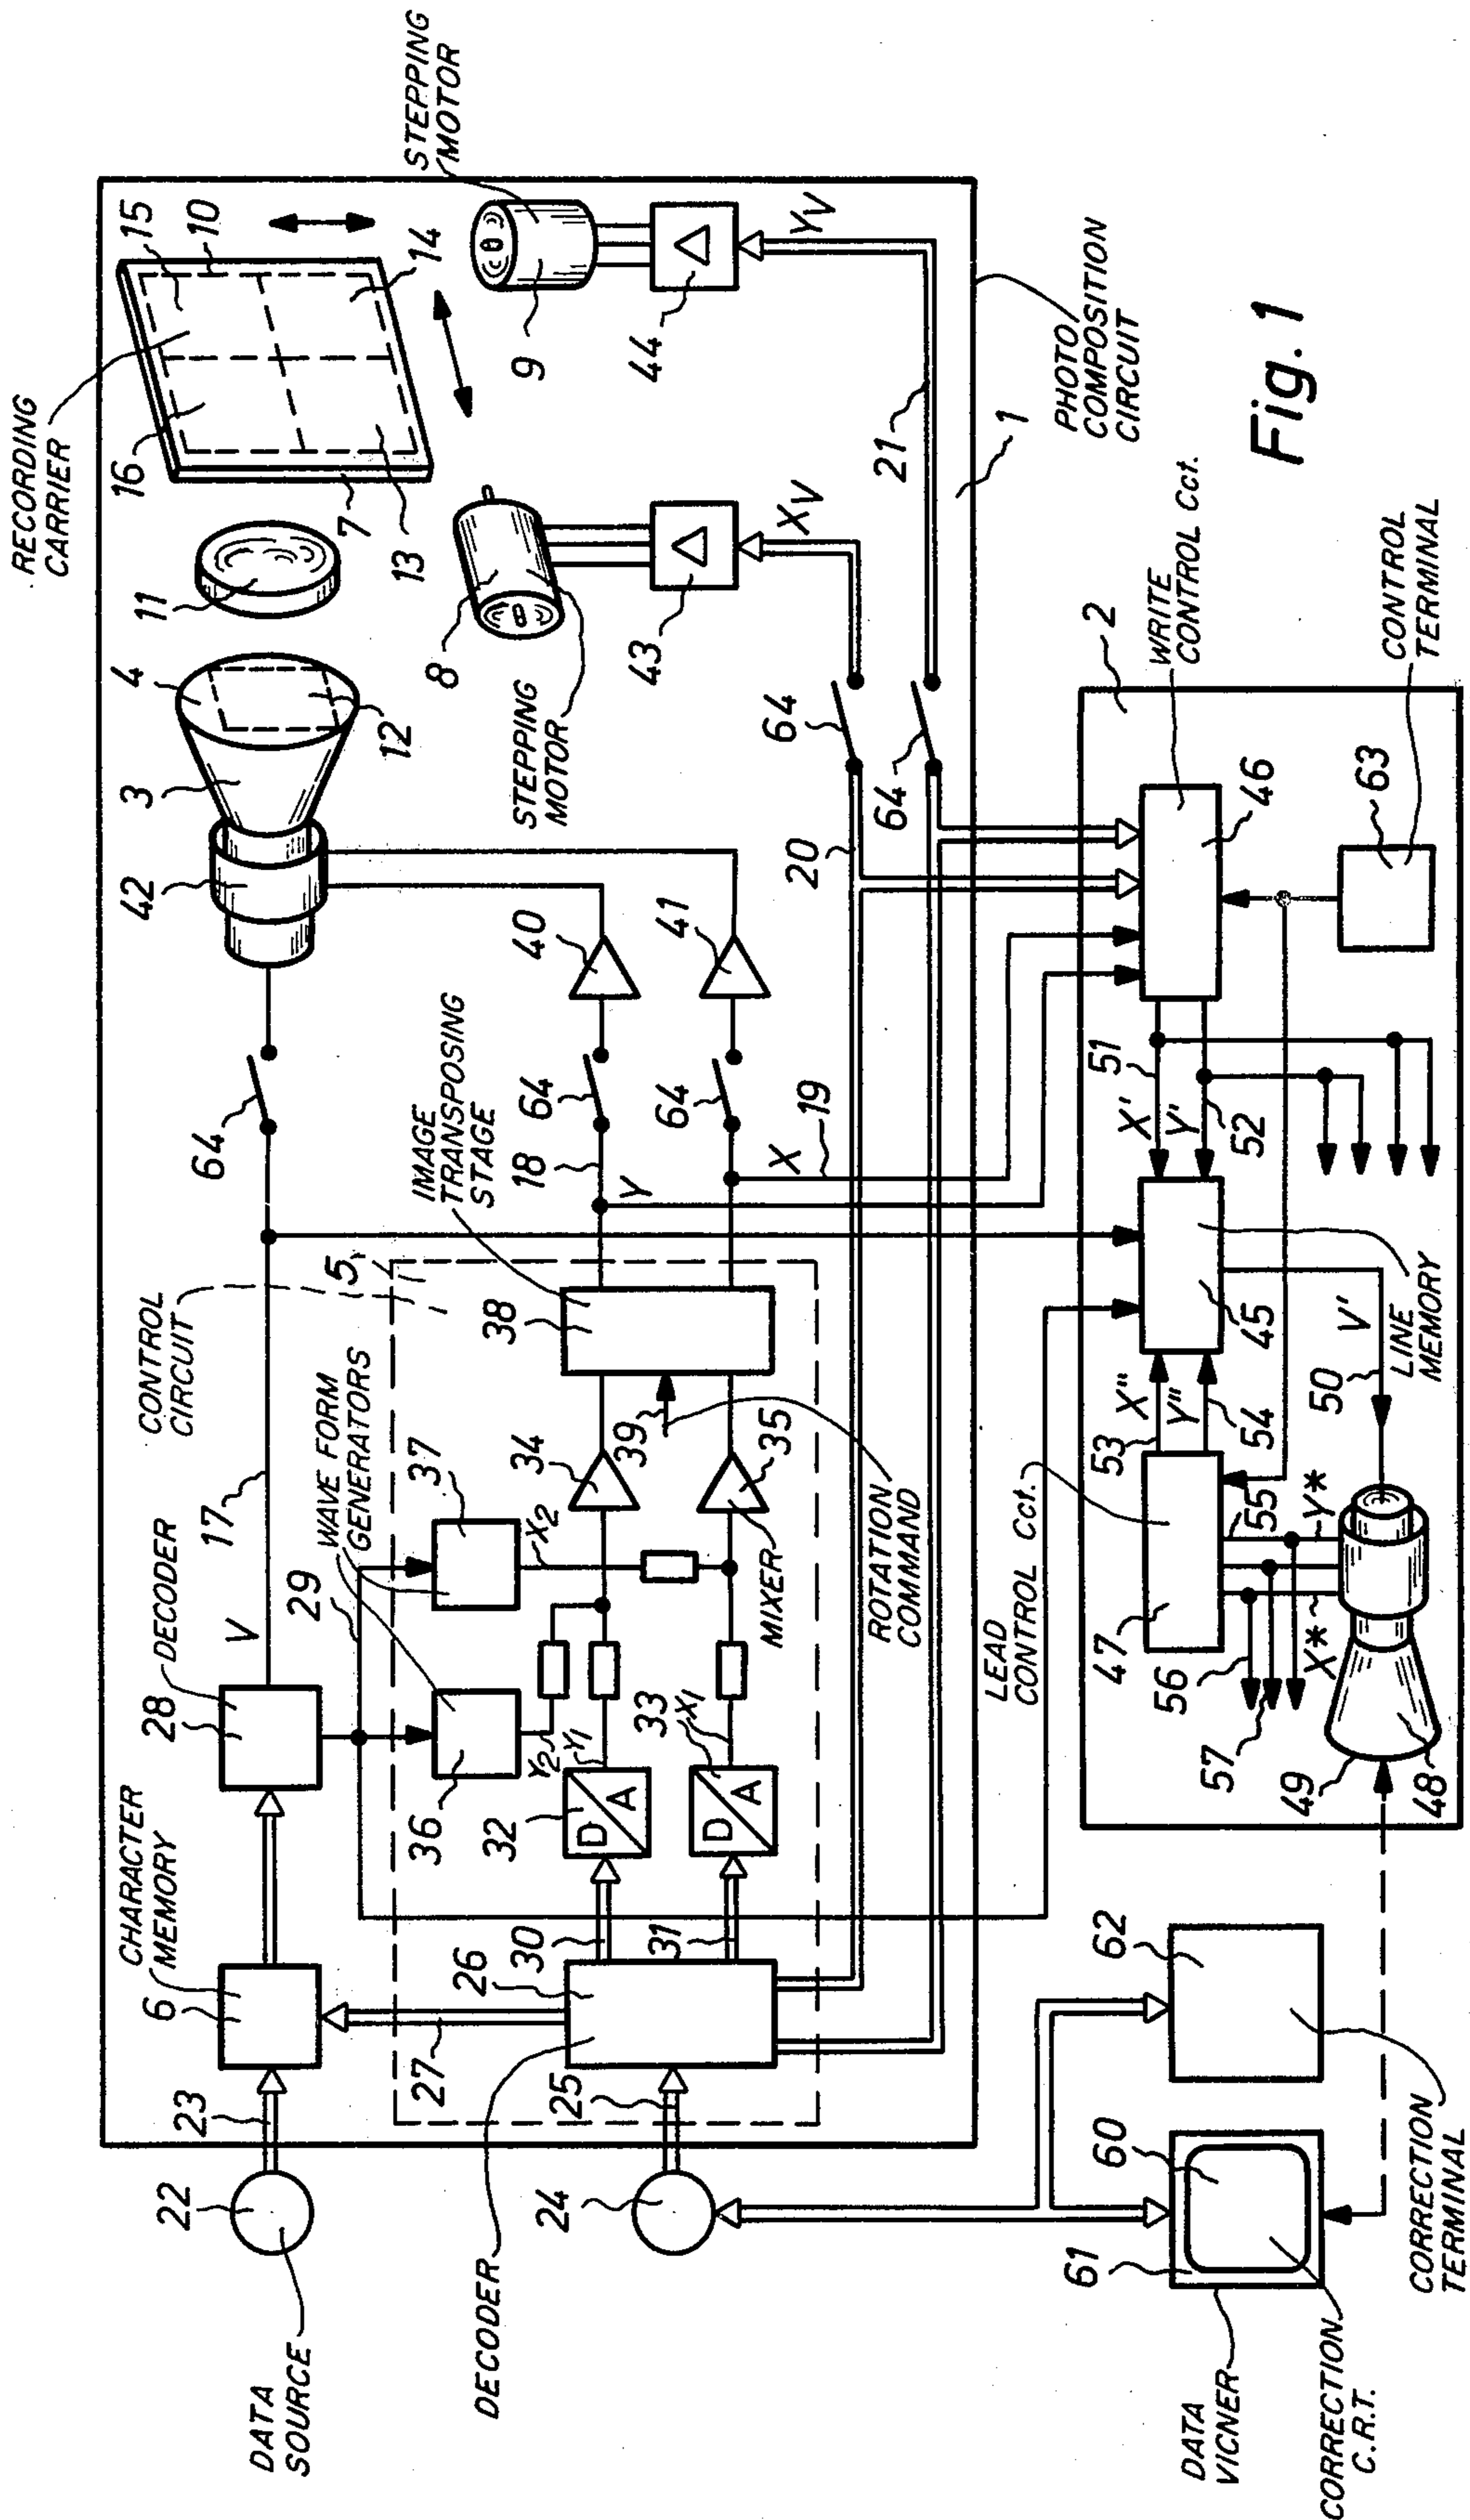 RECORDING
CARRIER
16
15
10
11
4
3
42
7
13
14
12
STEPPING
MOTOR
8
9
STEPPING
MOTOR
43
44
XV
YV
64
64
20
21
1
PHOTO
COMPOSITION
CIRCUIT
Fig. 1
CONTROL
CIRCUIT
5
17
V
64
29
28
DECODER
CHARACTER
MEMORY
6
23
22
DATA
SOURCE
WAVE FORM
GENERATORS
37
36
X2
Y2
Y1
X1
32
D
A
33
D
A
34
35
MIXER
38
39
IMAGE
TRANSPOSING
STAGE
18
Y
64
64
X
19
40
41
ROTATION
COMMAND
26
27
30
31
25
24
DECODER
LEAD
CONTROL Cct.
2
WRITE
CONTROL Cct.
46
63
CONTROL
TERMINAL
51
X'
Y'
52
45
LINE
MEMORY
V'
50
53
X"
Y"
54
47
55
Y*
56
X*
57
49
48
62
60
61
DATA
VICNER
CORRECTION
C.R.T.
CORRECTION
TERMINAL